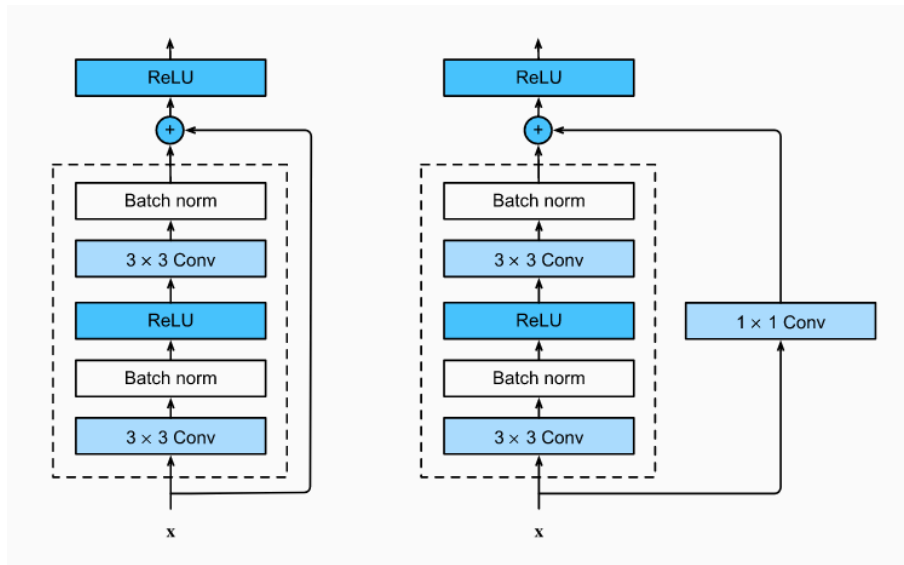 ReLU
+
Batch norm
3 × 3 Conv
ReLU
Batch norm
3 × 3 Conv
x
ReLU
+
Batch norm
3 × 3 Conv
ReLU
1 × 1 Conv
Batch norm
3 × 3 Conv
x